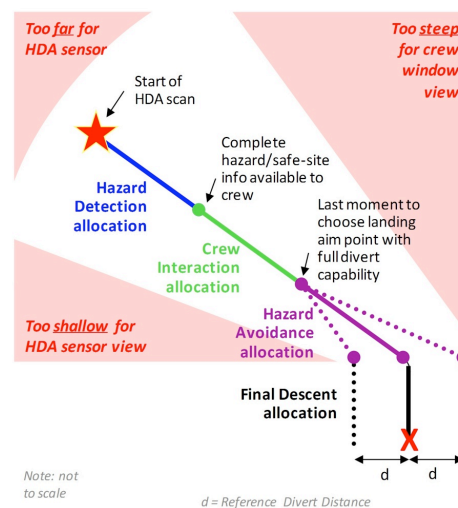 Too far for
HDA sensor
Too steep
for crew
window
view
Start of
HDA scan
Complete
hazard/safe-site
info available to
crew
Hazard
Detection
allocation
Last moment to
choose landing
aim point with
full divert
capability
Crew
Interaction
allocation
Too shallow for
HDA sensor view
Hazard
Avoidance
allocation
Final Descent
allocation
X
d
d
Note: not
to scale
d = Reference Divert Distance